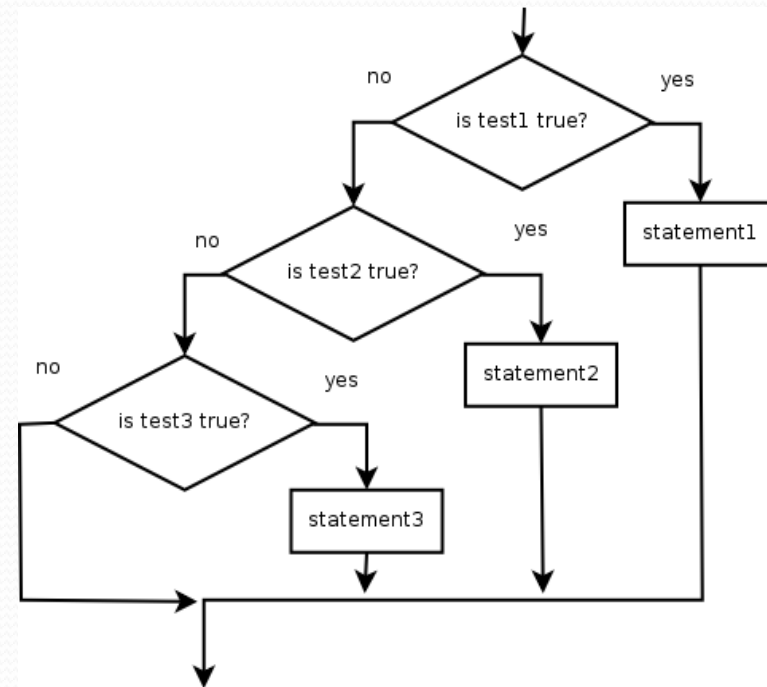 no
yes
is test1 true?
statement1
no
yes
is test2 true?
statement2
no
yes
is test3 true?
statement3